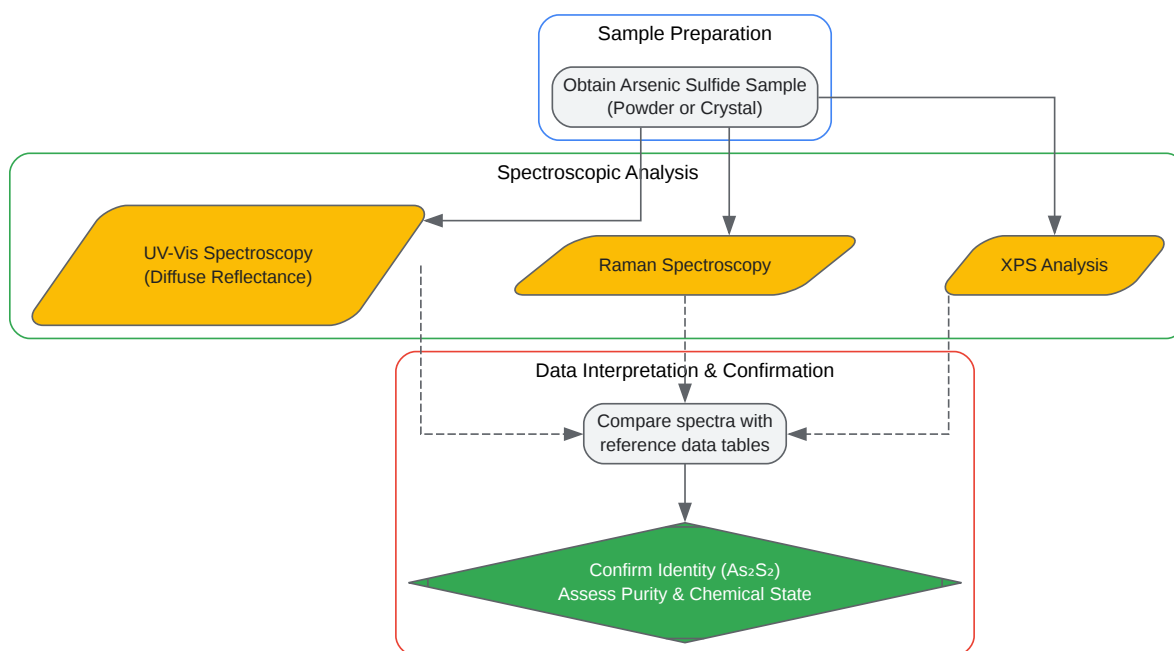 Sample Preparation
Obtain Arsenic Sulfide Sample
(Powder or Crystal)
Spectroscopic Analysis
UV-Vis Spectroscopy
(Diffuse Reflectance)
Raman Spectroscopy
XPS Analysis
Data Interpretation & Confirmation
Compare spectra with
reference data tables
Confirm Identity (As₂S₂)
Assess Purity & Chemical State